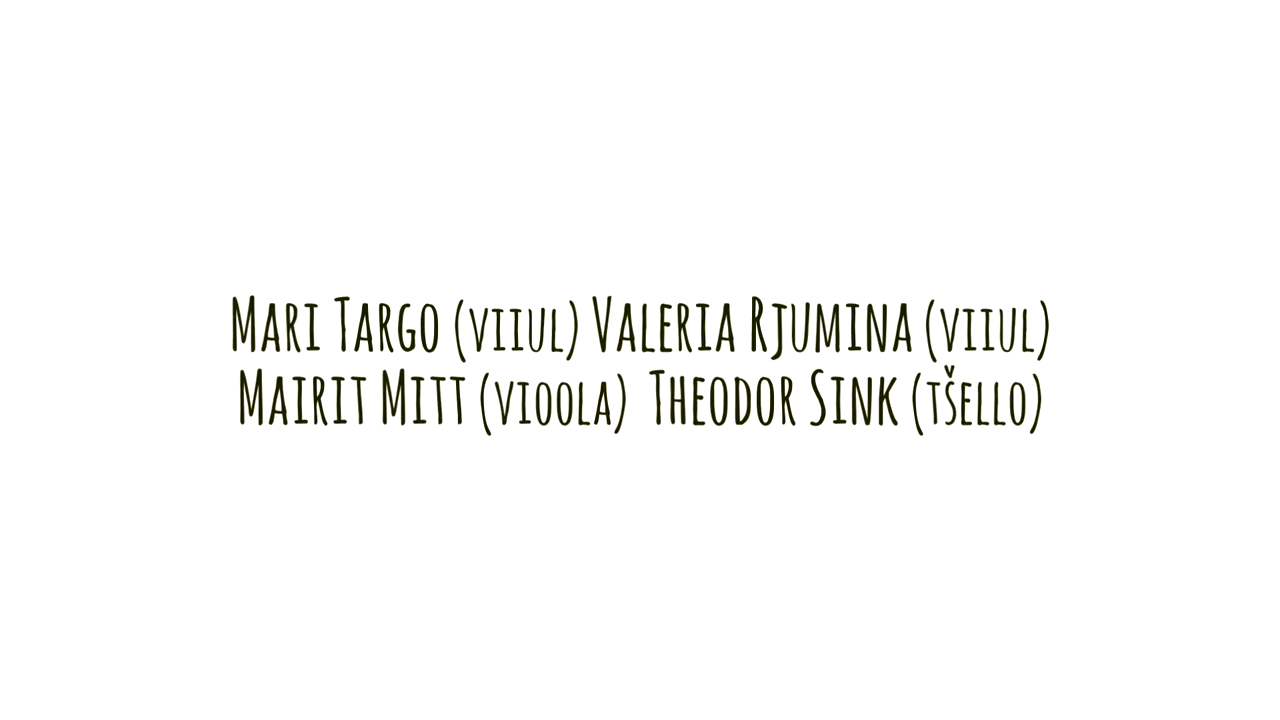 Mari Targo (viiul) Valeria Rjumina (viiul)
Mairit Mitt (vioola) Theodor Sink (tšello)